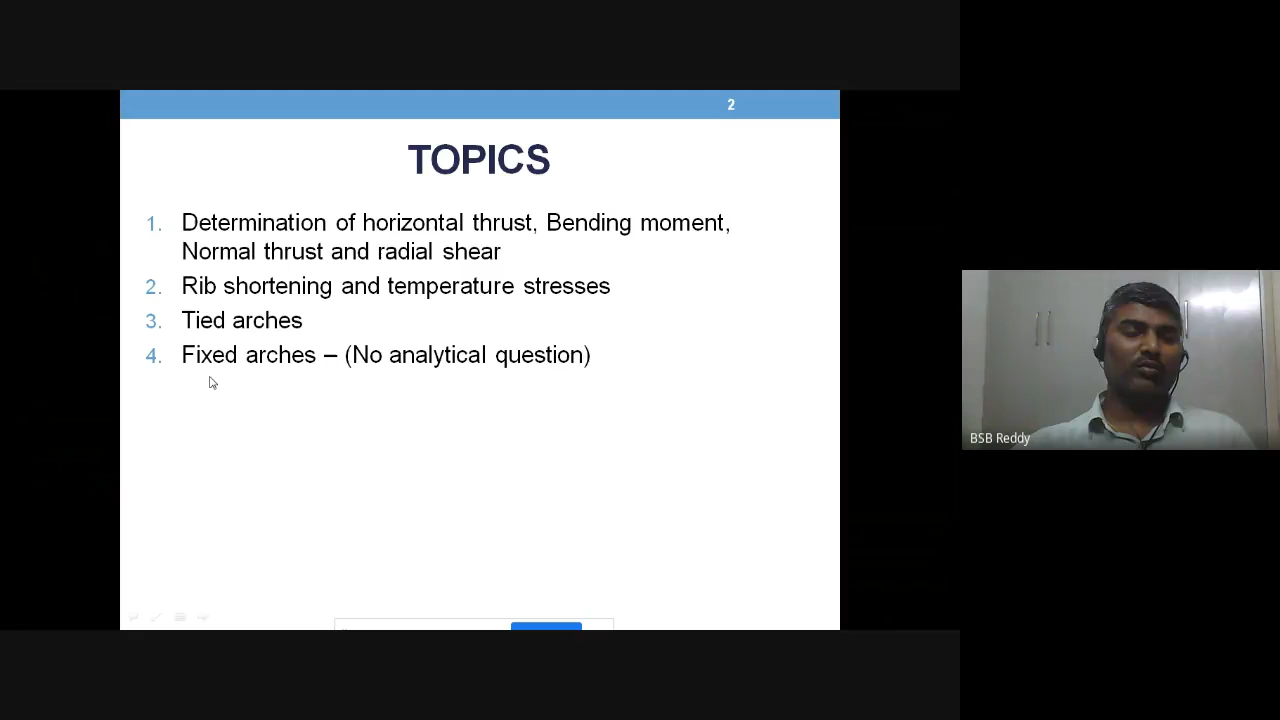 2
TOPICS
1. Determination of horizontal thrust, Bending moment,
Normal thrust and radial shear
2. Rib shortening and temperature stresses
3. Tied arches
4. Fixed arches – (No analytical question)
BSB Reddy